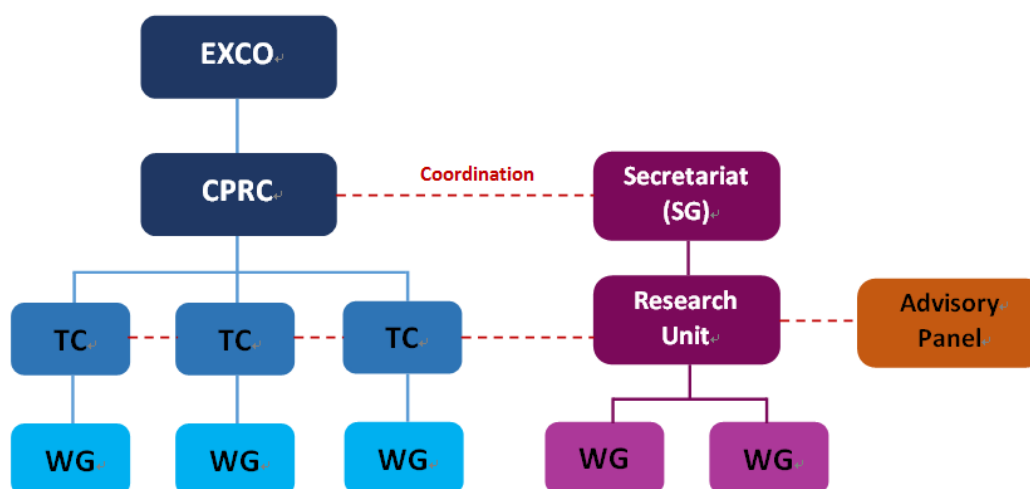 EXCO
CPRC
Coordination
Secretariat
(SG)
TC
TC
TC
Research
Unit
Advisory
Panel
WG
WG
WG
WG
WG